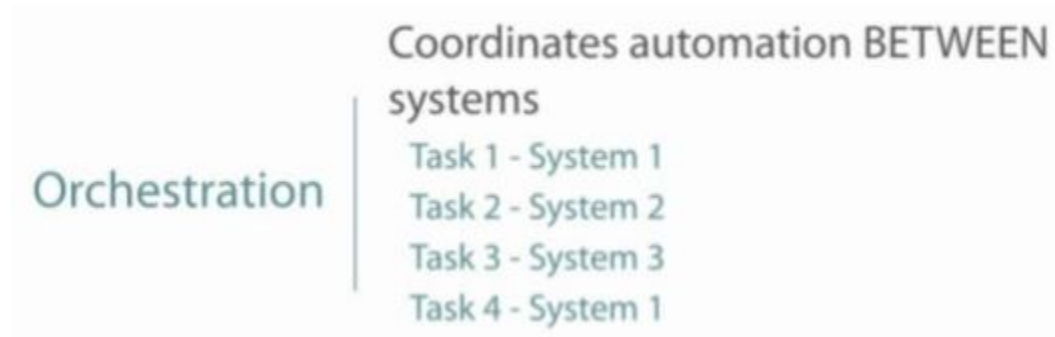 Orchestration
Coordinates automation BETWEEN
systems
Task 1 - System 1
Task 2 - System 2
Task 3 - System 3
Task 4 - System 1